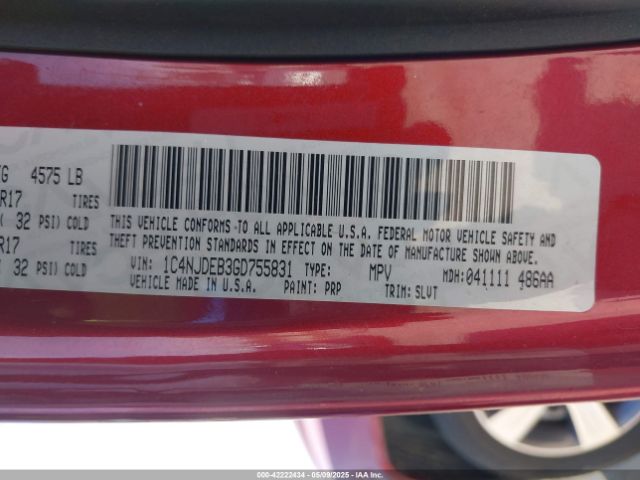 4575 LB
R17 TIRES
32 PSI) COLD
R17 TIRES
32 PSI) COLD
THIS VEHICLE CONFORMS TO ALL APPLICABLE U.S.A. FEDERAL MOTOR VEHICLE SAFETY AND
THEFT PREVENTION STANDARDS IN EFFECT ON THE DATE OF MANUFACTURE SHOWN ABOVE.
VIN: 1C4NJDEB3GD755831 TYPE: MPV MDH: 041111 486AA
VEHICLE MADE IN U.S.A. PAINT: PRP TRIM: SLVT
000-42222434 | 05/09/2025 | IAAI.COM